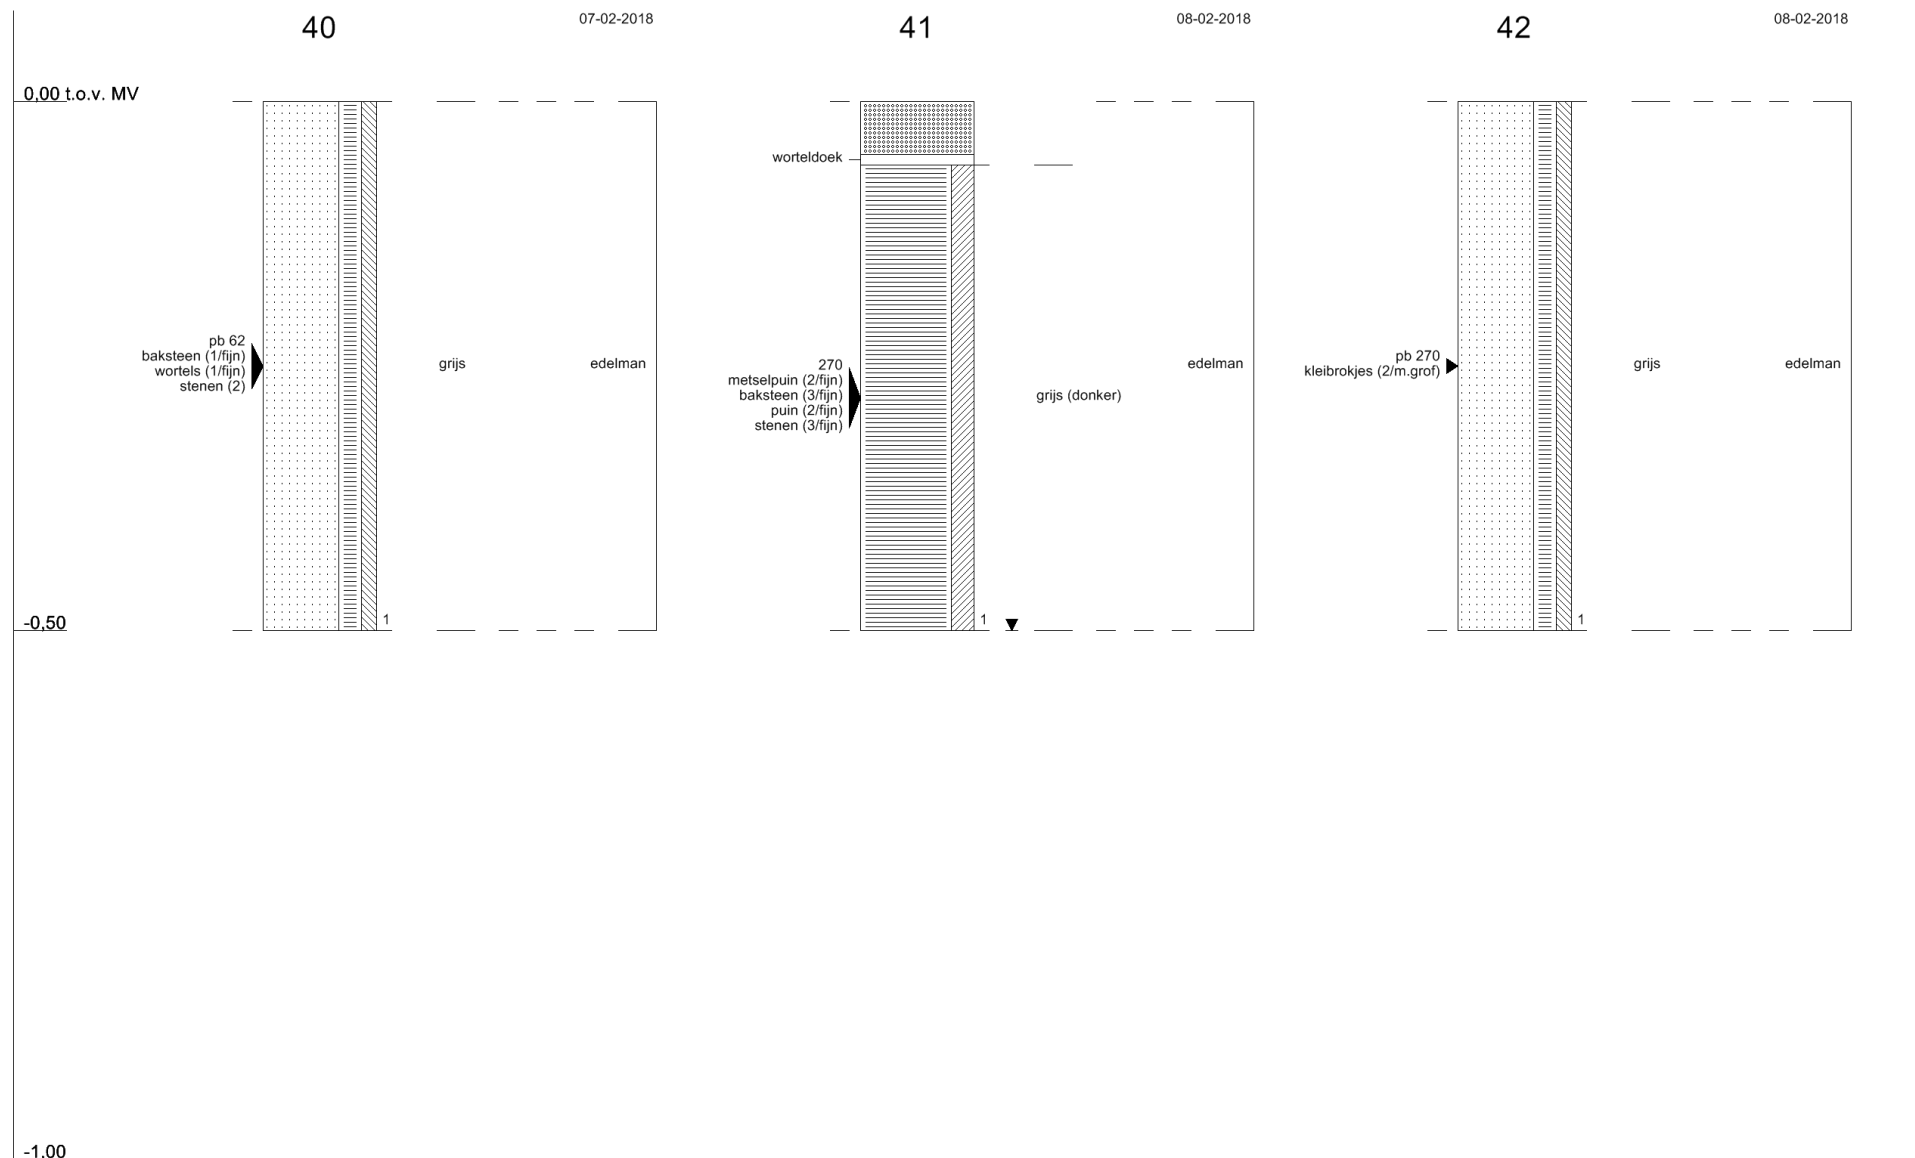 40
07-02-2018
41
08-02-2018
42
08-02-2018
0,00 t.o.v. MV
worteldoek
pb 62
baksteen (1/fijn)
wortels (1/fijn)
stenen (2)
grijs
edelman
270
metselpuin (2/fijn)
baksteen (3/fijn)
puin (2/fijn)
stenen (3/fijn)
grijs (donker)
edelman
pb 270
kleibrokjes (2/m.grof)
grijs
edelman
-0,50
1
1
1
-1,00